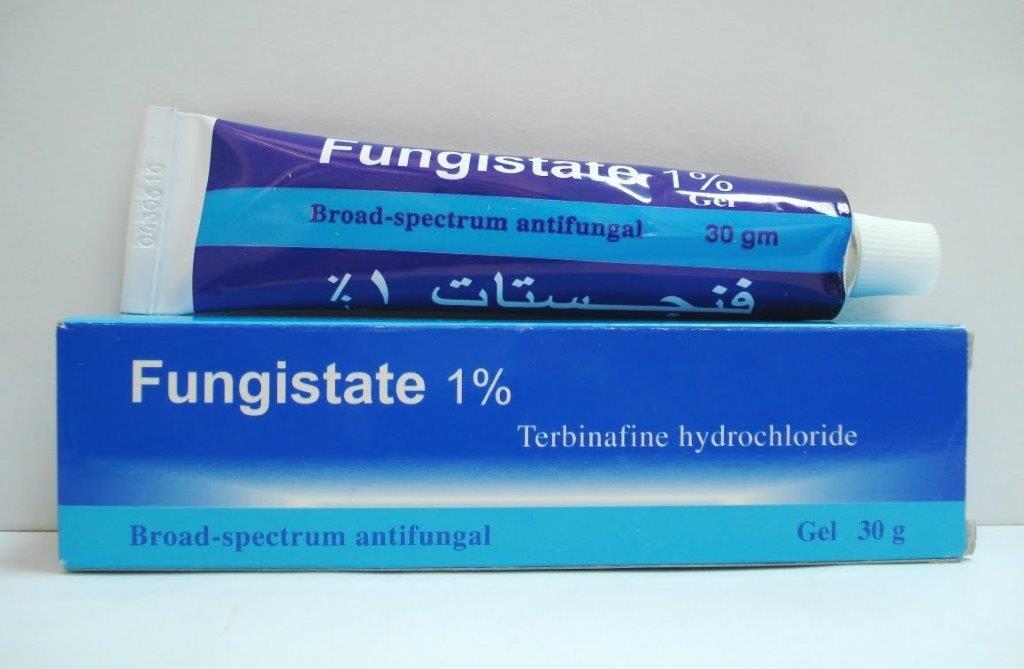 Fungistate 1%
Gel
Broad-spectrum antifungal 30 gm
فنجستات ١٪
Fungistate 1%
Terbinafine hydrochloride
Broad-spectrum antifungal Gel 30 g